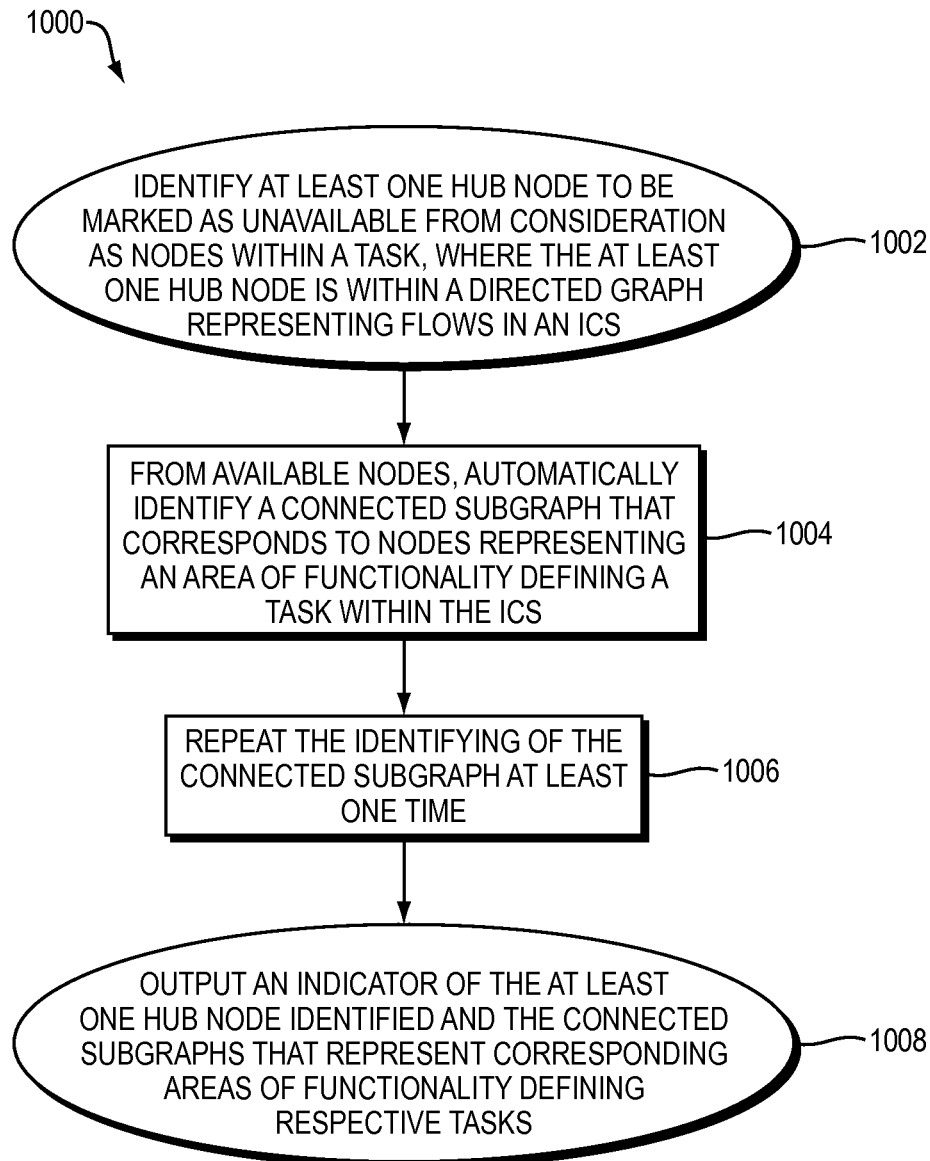 1000
IDENTIFY AT LEAST ONE HUB NODE TO BE
MARKED AS UNAVAILABLE FROM CONSIDERATION
AS NODES WITHIN A TASK, WHERE THE AT LEAST
ONE HUB NODE IS WITHIN A DIRECTED GRAPH
REPRESENTING FLOWS IN AN ICS
1002
FROM AVAILABLE NODES, AUTOMATICALLY
IDENTIFY A CONNECTED SUBGRAPH THAT
CORRESPONDS TO NODES REPRESENTING
AN AREA OF FUNCTIONALITY DEFINING A
TASK WITHIN THE ICS
1004
REPEAT THE IDENTIFYING OF THE
CONNECTED SUBGRAPH AT LEAST
ONE TIME
1006
OUTPUT AN INDICATOR OF THE AT LEAST
ONE HUB NODE IDENTIFIED AND THE CONNECTED
SUBGRAPHS THAT REPRESENT CORRESPONDING
AREAS OF FUNCTIONALITY DEFINING
RESPECTIVE TASKS
1008